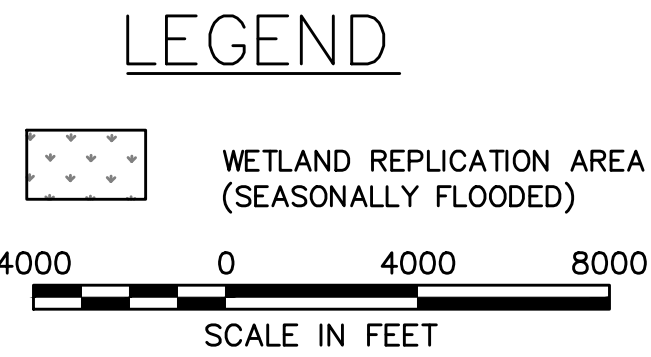 LEGEND
WETLAND REPLICATION AREA
(SEASONALLY FLOODED)
4000 0 4000 8000
SCALE IN FEET